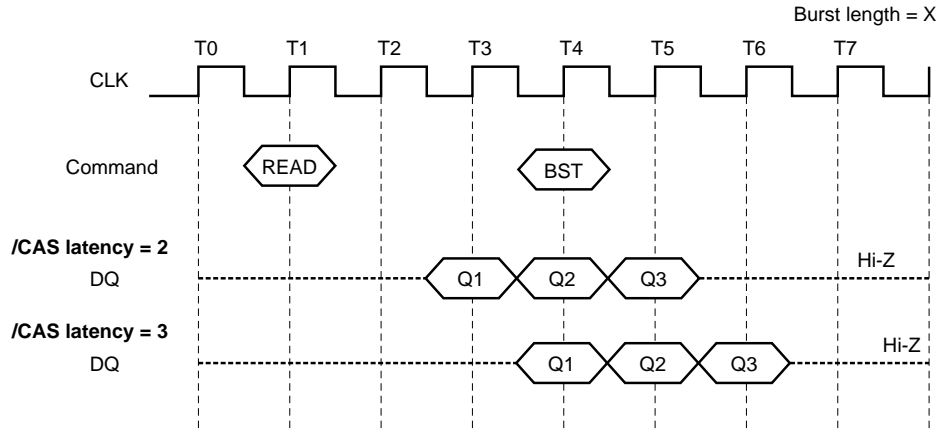 Burst length = X
T0 T1 T2 T3 T4 T5 T6 T7
CLK
Command READ BST
/CAS latency = 2
DQ Q1 Q2 Q3 Hi-Z
/CAS latency = 3
DQ Q1 Q2 Q3 Hi-Z